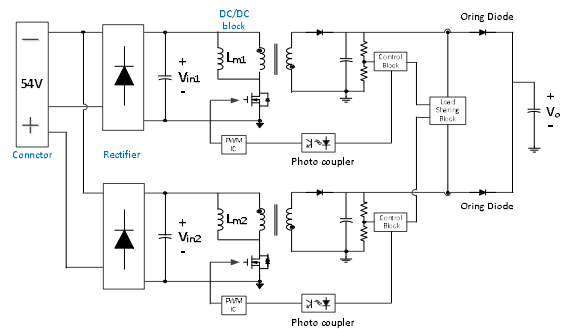 DC/DC
block
Oring Diode
54V
+
Vin1
-
Lm1
Control
Block
Load
Sharing
Block
+
Vo
-
Connctor
Rectifier
PWM
IC
Photo coupler
+
Vin2
-
Lm2
Control
Block
Oring Diode
PWM
IC
Photo coupler